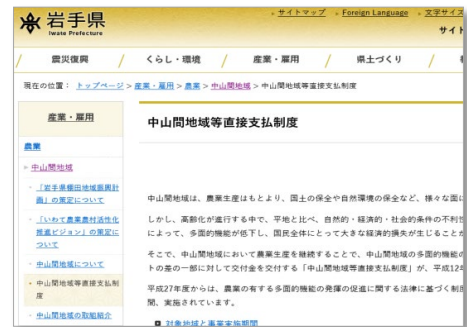 岩手県
Iwate Prefecture
サイトマップ
Foreign Language
文字サイズ
サイト
震災復興
くらし・環境
産業・雇用
県土づくり
現在の位置： トップページ > 産業・雇用 > 農業 > 中山間地域 > 中山間地域等直接支払制度
産業・雇用
中山間地域等直接支払制度
農業
中山間地域
「岩手県棚田地域振興計
画」の策定について
「いわて農業農村活性化
推進ビジョン」の策定に
ついて
中山間地域について
中山間地域等直接支払制
度
中山間地域の取組紹介
中山間地域は、農業生産はもとより、国土の保全や自然環境の保全など、様々な面に
しかし、高齢化が進行する中で、平地と比べ、自然的・経済的・社会的条件の不利性
によって、多面的機能が低下し、国民全体にとって大きな経済的損失が生じることか
そこで、中山間地域において農業生産を継続することで、中山間地域の多面的機能の
トの差の一部に対して交付金を交付する「中山間地域等直接支払制度」が、平成12年
平成27年度からは、農業の有する多面的機能の発揮の促進に関する法律に基づく制度
間、実施されています。
対象地域と事業実施期間